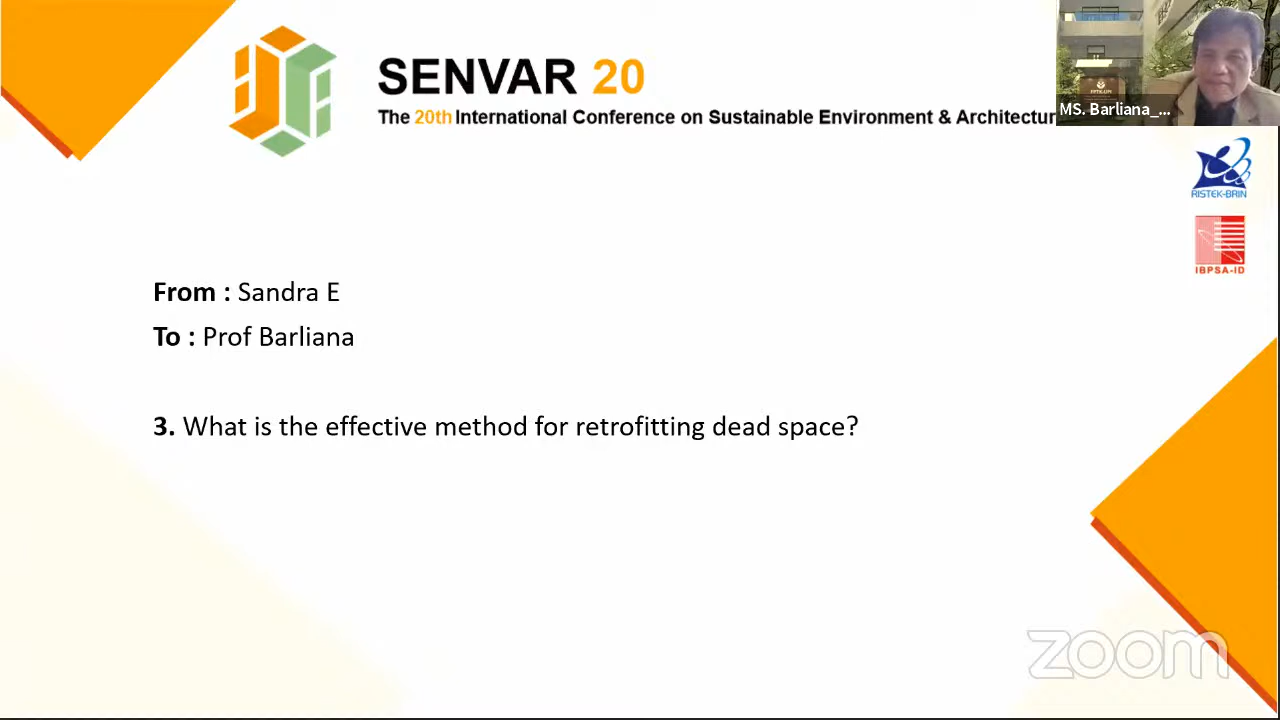 SENVAR 20
The 20th International Conference on Sustainable Environment & Architectur
MS. Barliana_...
RISTEK-BRIN
IBPSA-ID
From : Sandra E
To : Prof Barliana
3. What is the effective method for retrofitting dead space?
zoom